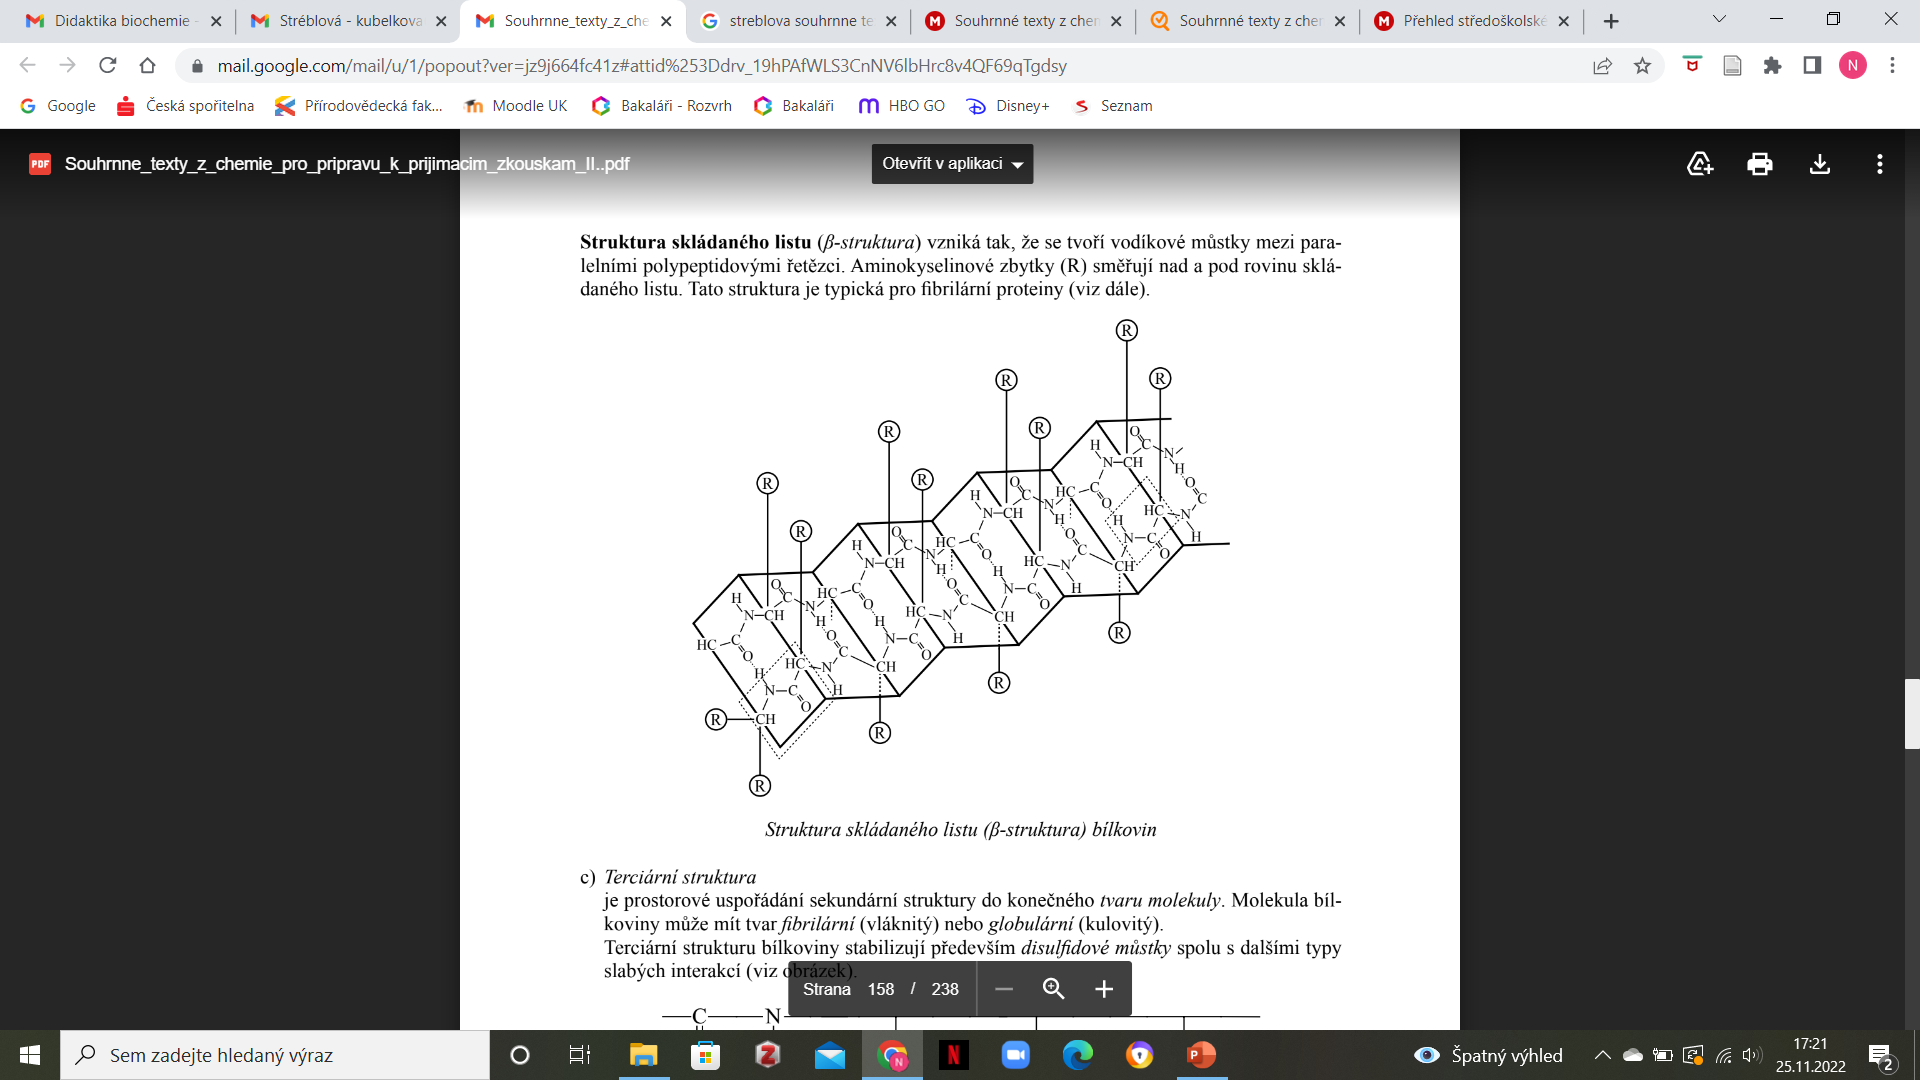 Didaktika biochemie -
Stréblová - kubelkova
Souhrnne_texty_z_che
streblova souhrnne te
Souhrnné texty z chem
Souhrnné texty z chem
Přehled středoškolské
mail.google.com/mail/u/1/popout?ver=jz9j664fc41z#attid%253Ddrv_19hPAfWLS3CnNV6lbHrc8v4QF69qTgdsy
N
Google
Česká spořitelna
Přírodovědecká fak...
Moodle UK
Bakaláři - Rozvrh
Bakaláři
HBO GO
Disney+
Seznam
PDF
Souhrnne_texty_z_chemie_pro_pripravu_k_prijimacim_zkouskam_II..pdf
Otevřít v aplikaci
Struktura skládaného listu (β-struktura) vzniká tak, že se tvoří vodíkové můstky mezi para-
lelními polypeptidovými řetězci. Aminokyselinové zbytky (R) směřují nad a pod rovinu sklá-
daného listu. Tato struktura je typická pro fibrilární proteiny (viz dále).
Struktura skládaného listu (β-struktura) bílkovin
c) Terciární struktura
je prostorové uspořádání sekundární struktury do konečného tvaru molekuly. Molekula bíl-
koviny může mít tvar fibrilární (vláknitý) nebo globulární (kulovitý).
Terciární strukturu bílkoviny stabilizují především disulfidové můstky spolu s dalšími typy
slabých interakcí (viz obrázek).
Strana 158 / 238
C N
Sem zadejte hledaný výraz
Špatný výhled
17:21
25.11.2022
2